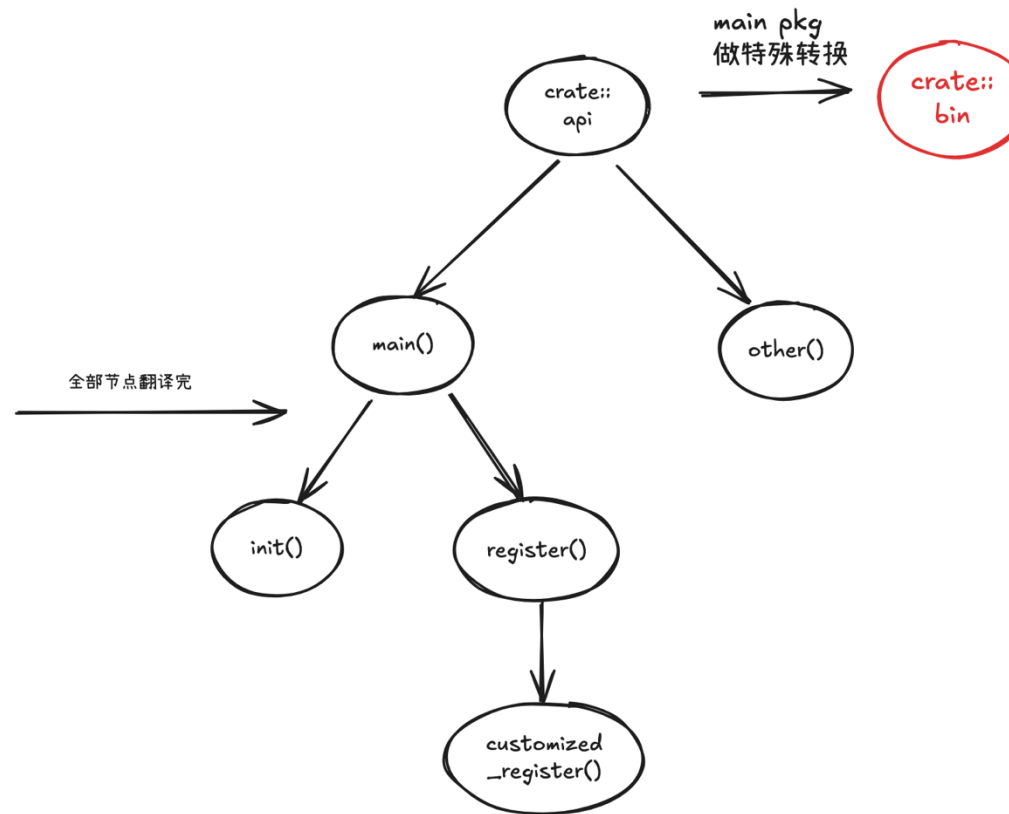 main pkg
做特殊转换
crate::
api
crate::
bin
main()
other()
全部节点翻译完
init()
register()
customized
_register()